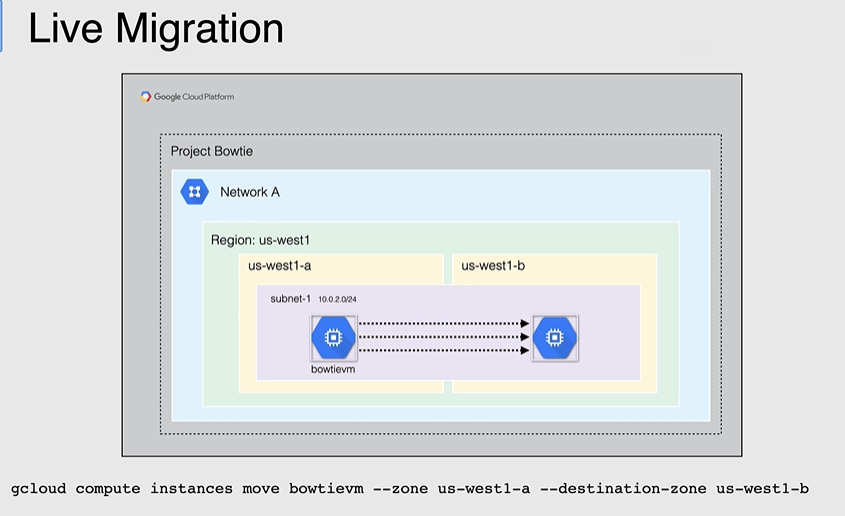 Live Migration
Google Cloud Platform
Project Bowtie
Network A
Region: us-west1
us-west1-a
us-west1-b
subnet-1 10.0.2.0/24
bowtievm
gcloud compute instances move bowtievm --zone us-west1-a --destination-zone us-west1-b